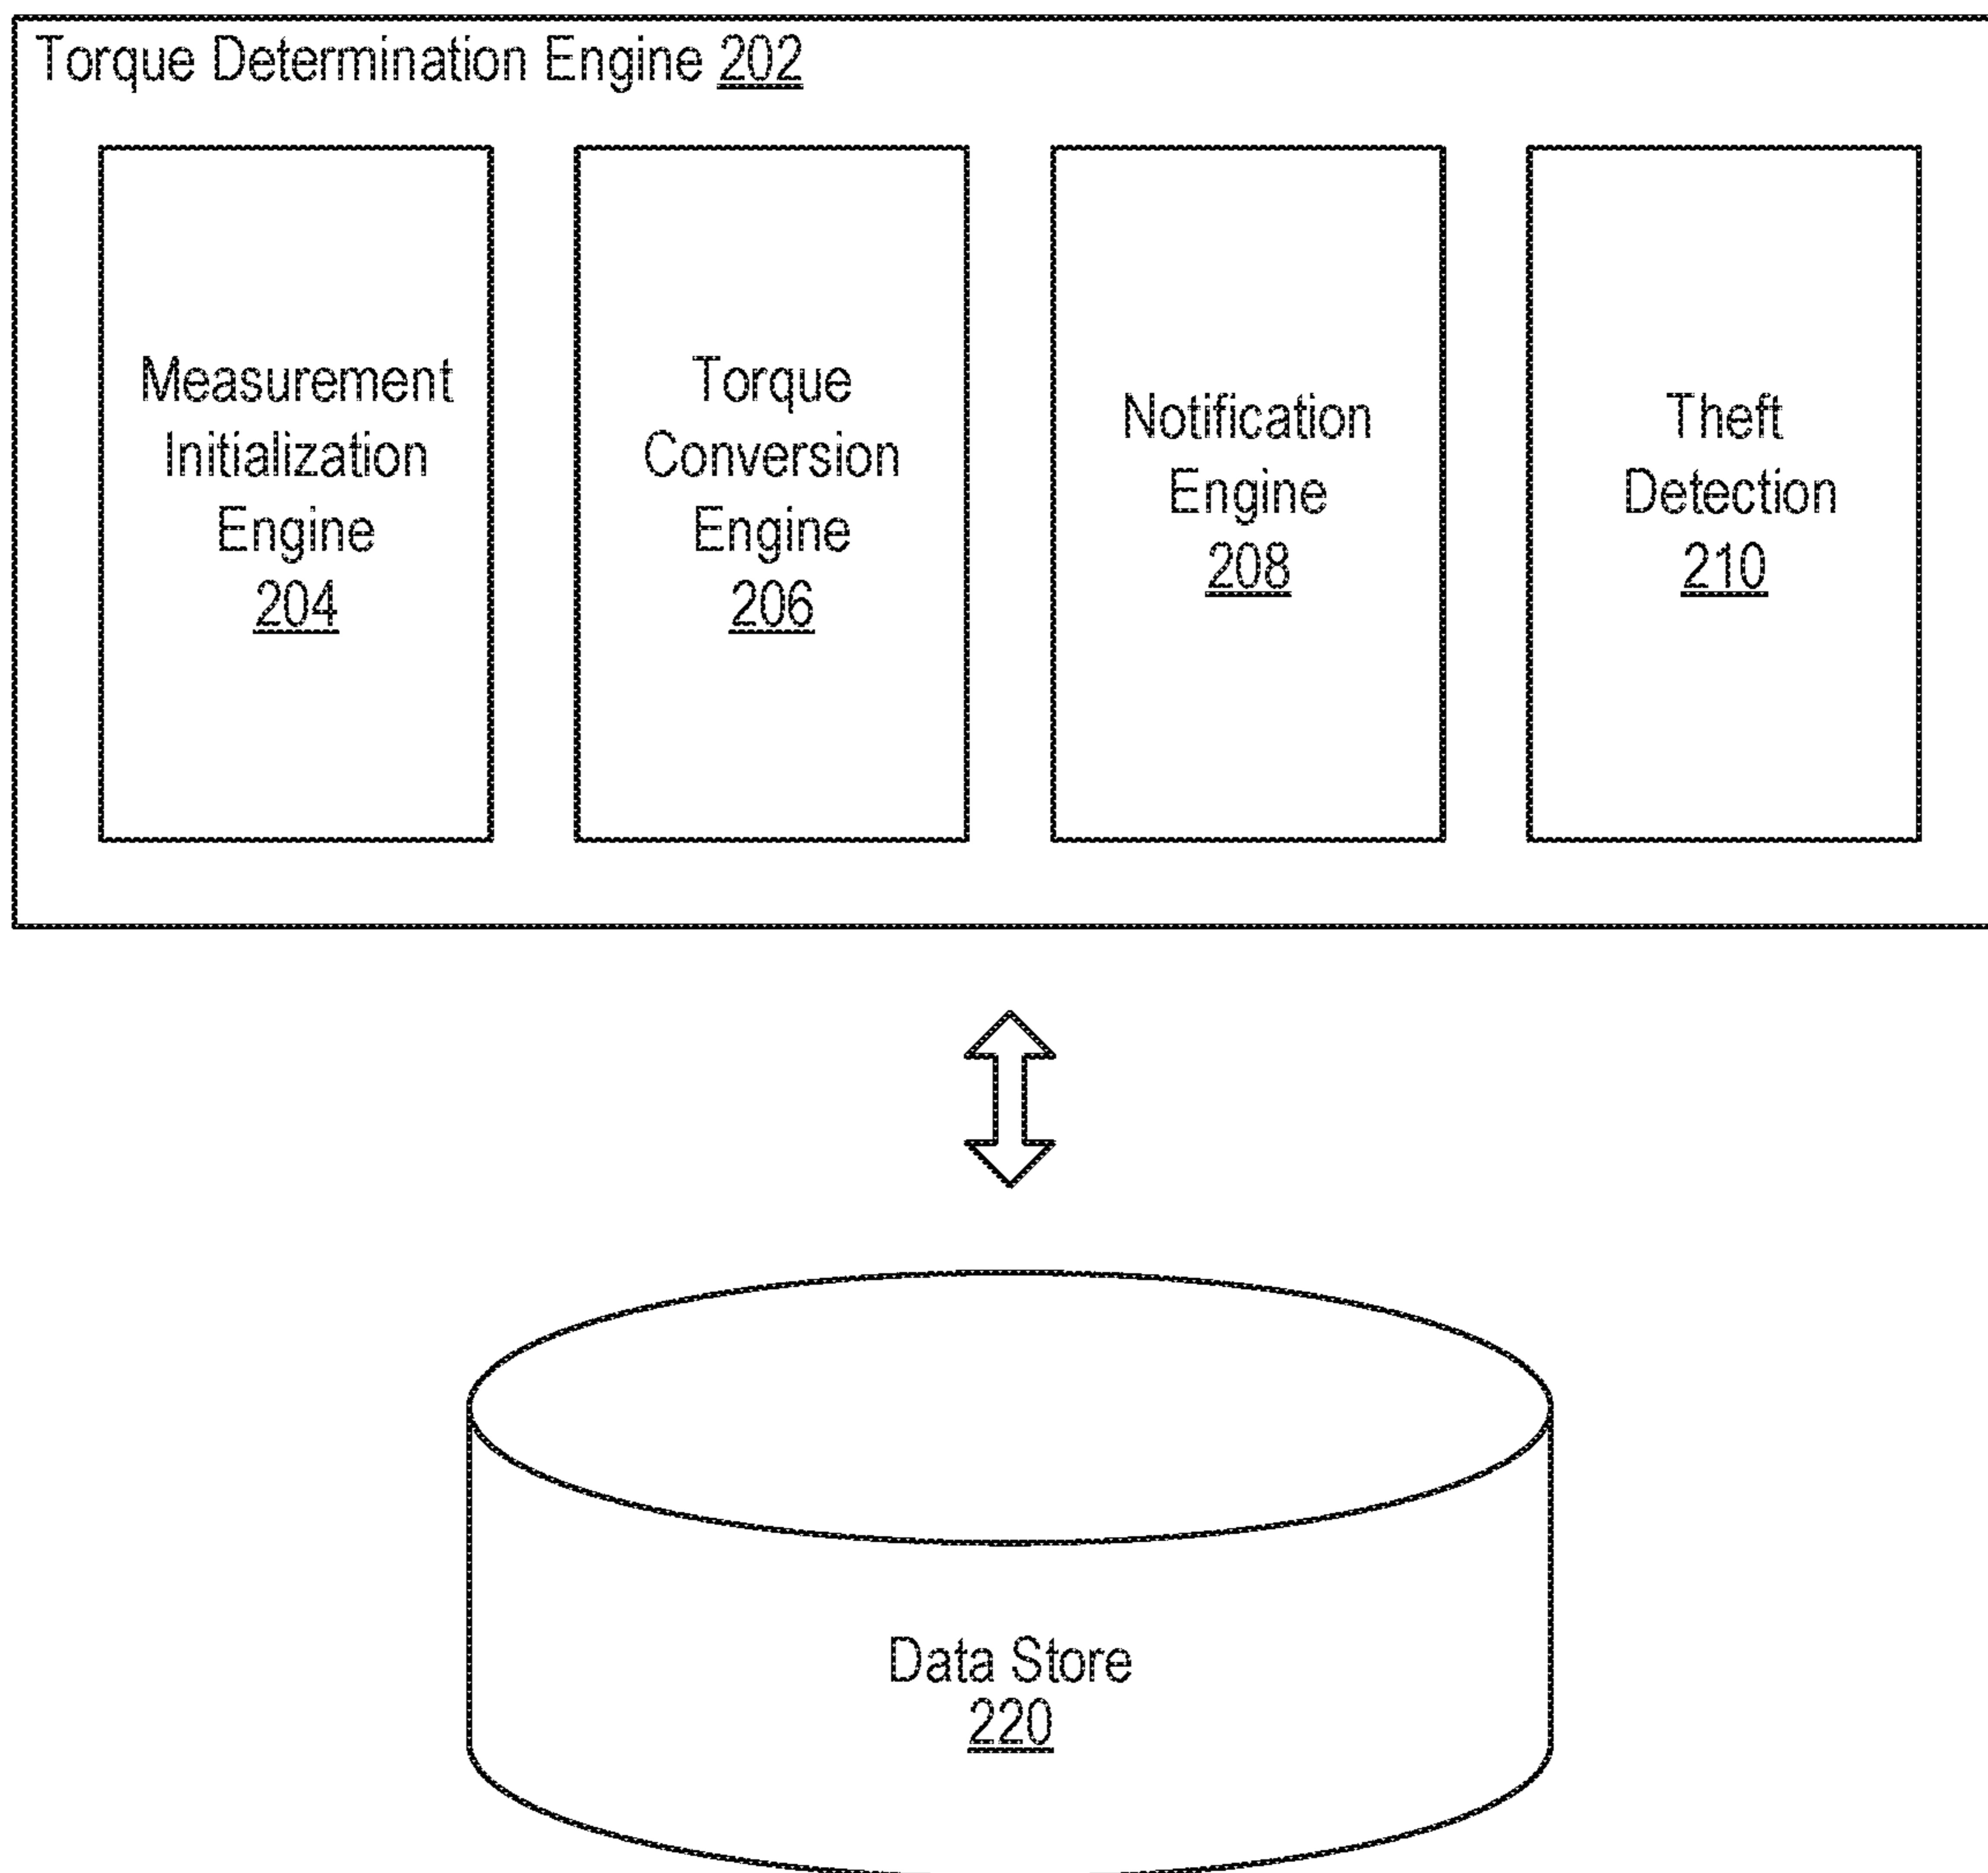 Torque Determination Engine 202
Measurement
Initialization
Engine
204
Torque
Conversion
Engine
206
Notification
Engine
208
Theft
Detection
210
Data Store
220